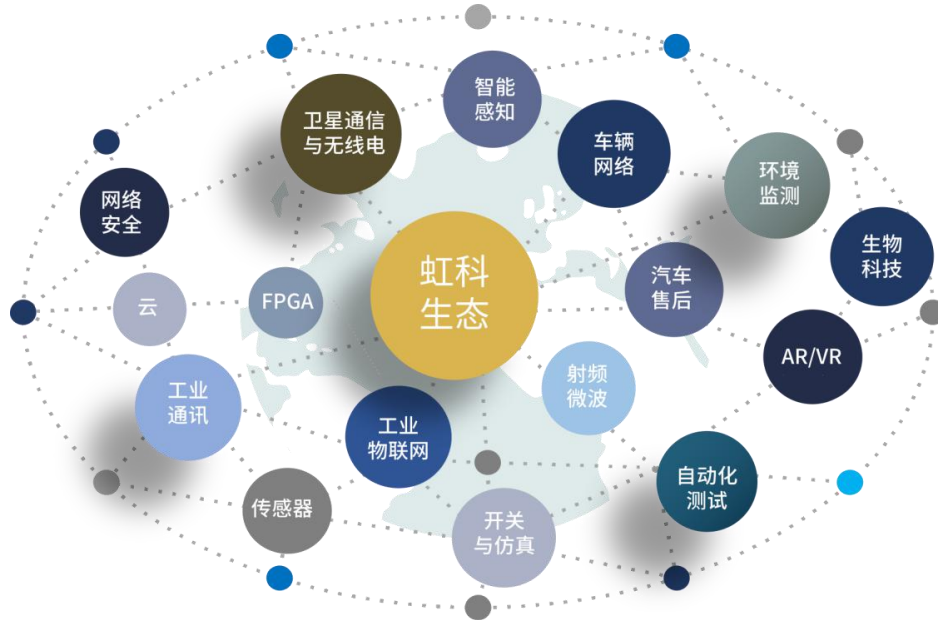 智能
感知
卫星通信
与无线电
车辆
网络
环境
监测
网络
安全
生物
科技
虹科
生态
汽车
售后
云
FPGA
AR/VR
射频
微波
工业
通讯
工业
物联网
自动化
测试
传感器
开关
与仿真